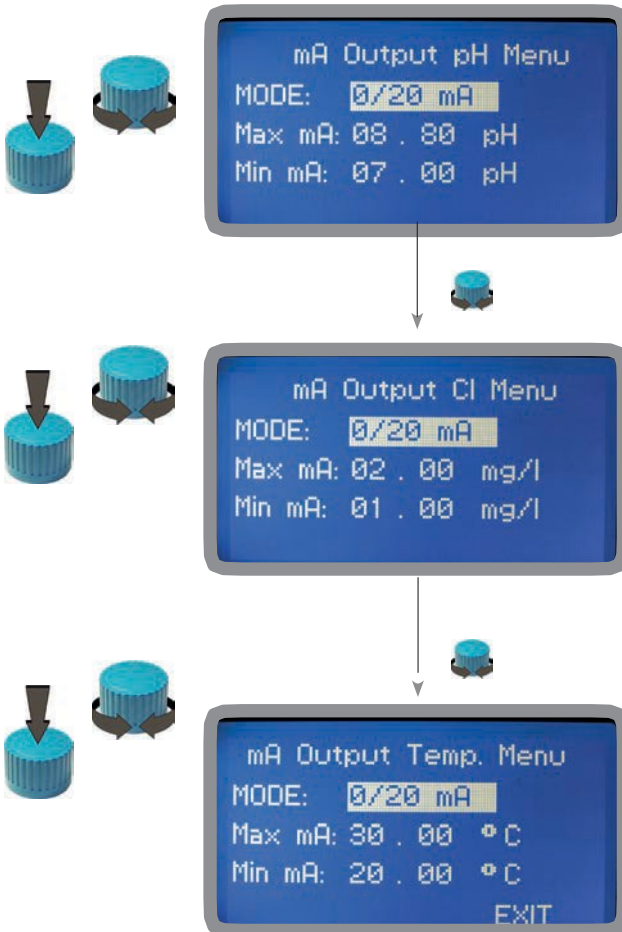 mA Output pH Menu
MODE: 0/20 mA
Max mA: 08 . 80 pH
Min mA: 07 . 00 pH
mA Output Cl Menu
MODE: 0/20 mA
Max mA: 02 . 00 mg/l
Min mA: 01 . 00 mg/l
mA Output Temp. Menu
MODE: 0/20 mA
Max mA: 30 . 00 °C
Min mA: 20 . 00 °C
EXIT